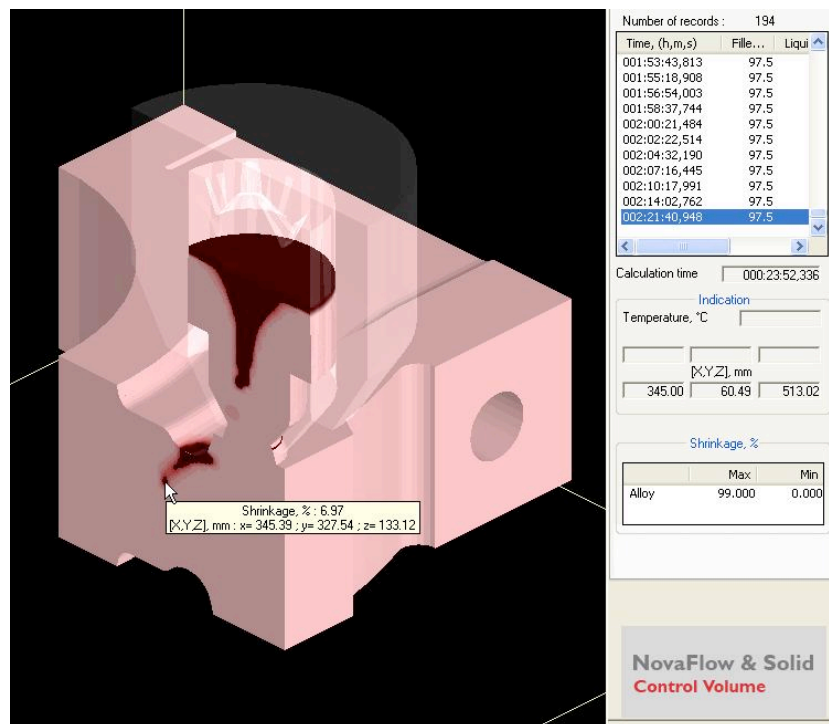 Number of records : 194
Time, (h,m,s) Fille... Liqui
001:53:43,813 97.5
001:55:18,908 97.5
001:56:54,003 97.5
001:58:37,744 97.5
002:00:21,484 97.5
002:02:22,514 97.5
002:04:32,190 97.5
002:07:16,445 97.5
002:10:17,991 97.5
002:14:02,762 97.5
002:21:40,948 97.5
Calculation time 000:23:52,336
Indication
Temperature, °C
[X,Y,Z], mm
345.00 60.49 513.02
Shrinkage, %
Max Min
Alloy 99.000 0.000
Shrinkage, % : 6.97
[X,Y,Z], mm : x= 345.39 ; y= 327.54 ; z= 133.12
NovaFlow & Solid
Control Volume